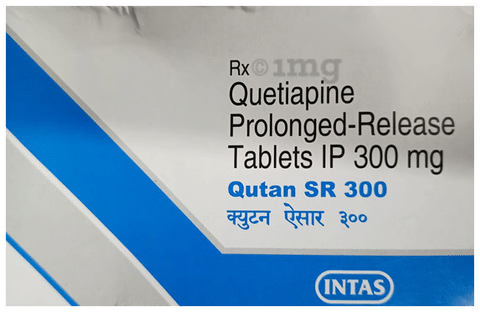 Rx ©1mg
Quetiapine
Prolonged-Release
Tablets IP 300 mg
Qutan SR 300
क्युटन ऐसार ३००
INTAS